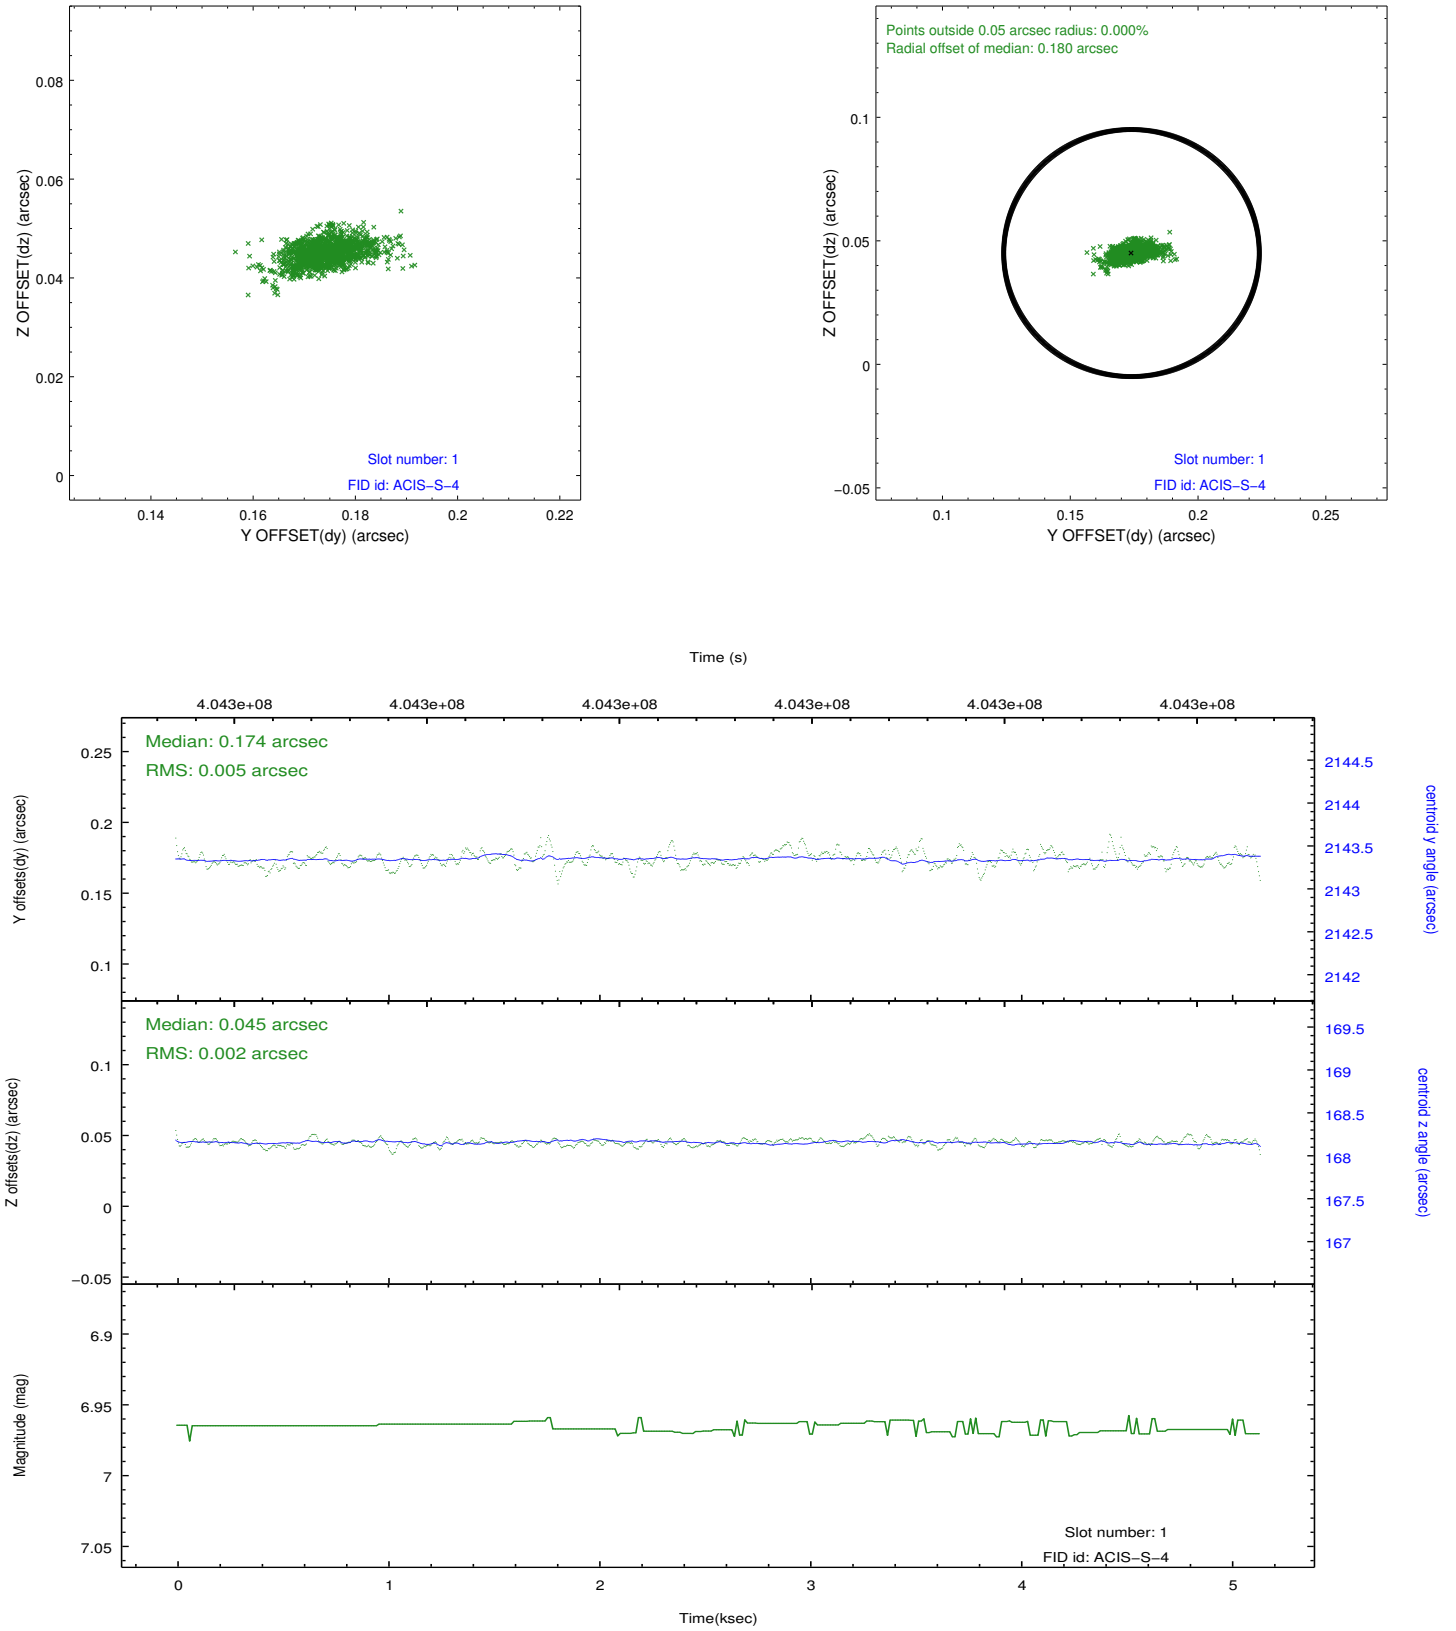 0.08
0.06
0.04
0.02
0
Z OFFSET(dz) (arcsec)
Slot number: 1
FID id: ACIS−S−4
0.14 0.16 0.18 0.2 0.22
Y OFFSET(dy) (arcsec)
Points outside 0.05 arcsec radius: 0.000%
Radial offset of median: 0.180 arcsec
0.1
0.05
0
−0.05
Z OFFSET(dz) (arcsec)
Slot number: 1
FID id: ACIS−S−4
0.1 0.15 0.2 0.25
Y OFFSET(dy) (arcsec)
Time (s)
4.043e+08 4.043e+08 4.043e+08 4.043e+08 4.043e+08 4.043e+08
Median: 0.174 arcsec
RMS: 0.005 arcsec
0.25
0.2
0.15
0.1
Y offsets(dy) (arcsec)
2144.5
2144
2143.5
2143
2142.5
2142
centroid y angle (arcsec)
Median: 0.045 arcsec
RMS: 0.002 arcsec
0.1
0.05
0
−0.05
Z offsets(dz) (arcsec)
169.5
169
168.5
168
167.5
167
centroid z angle (arcsec)
6.9
6.95
7
7.05
Magnitude (mag)
Slot number: 1
FID id: ACIS−S−4
0 1 2 3 4 5
Time(ksec)